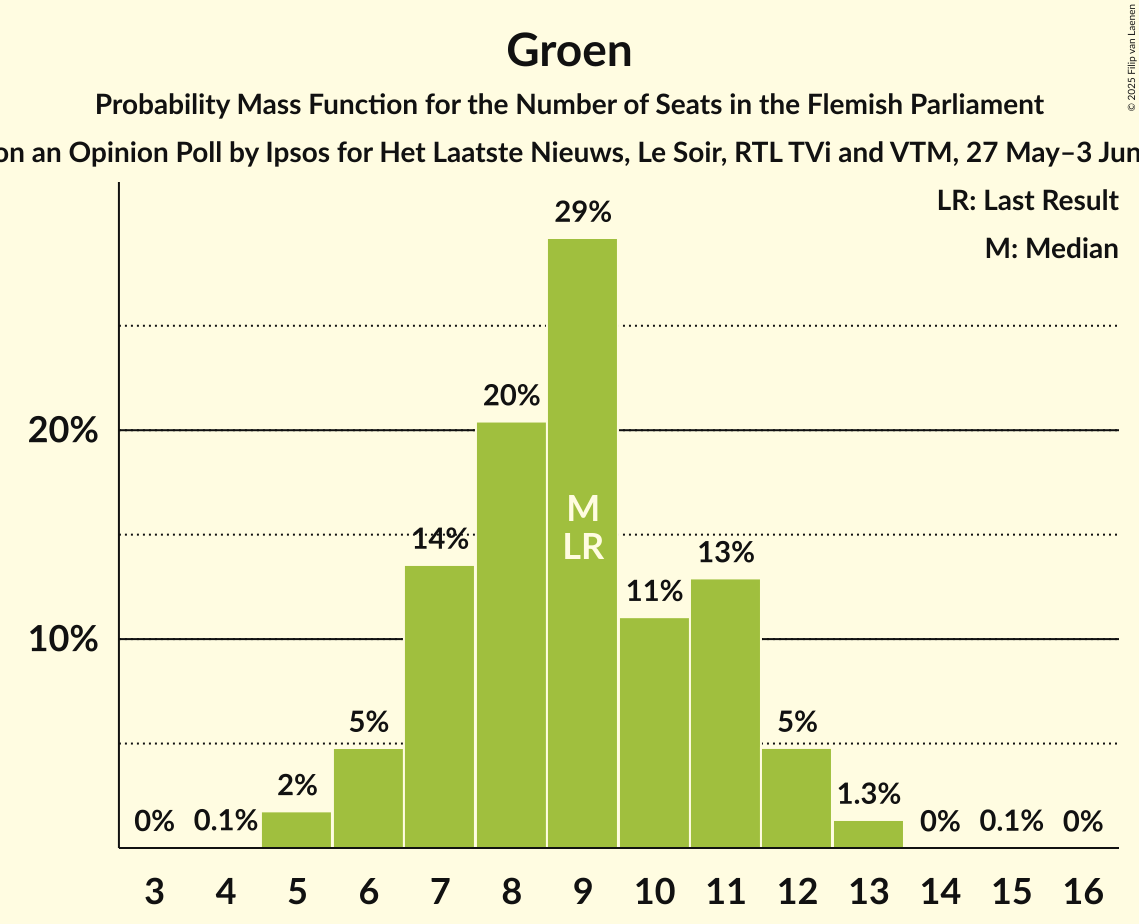 Groen
Probability Mass Function for the Number of Seats in the Flemish Parliament
on an Opinion Poll by Ipsos for Het Laatste Nieuws, Le Soir, RTL TVi and VTM, 27 May–3 Jun
© 2025 Filip van Laenen
LR: Last Result
M: Median
29%
20%
20%
M
LR
14%
13%
11%
10%
5%
5%
2%
1.3%
0%
0.1%
0%
0.1%
0%
3 4 5 6 7 8 9 10 11 12 13 14 15 16